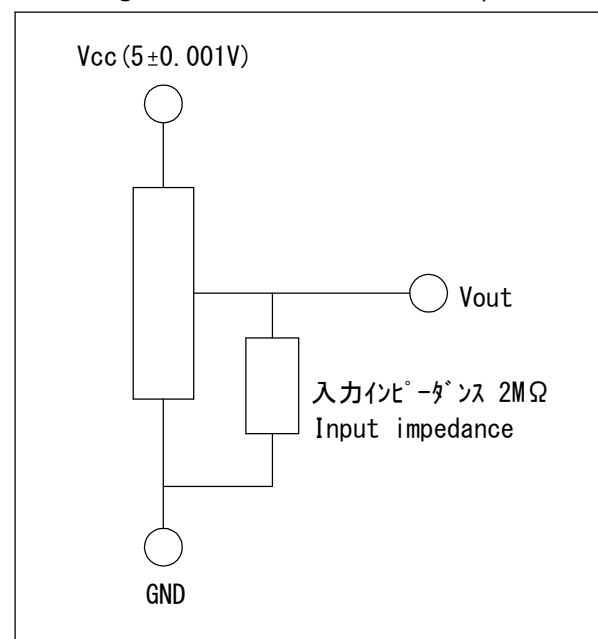 Vcc(5±0.001V)
Vout
入力ｲﾝﾋﾟｰﾀﾞﾝｽ 2MΩ
Input impedance
GND